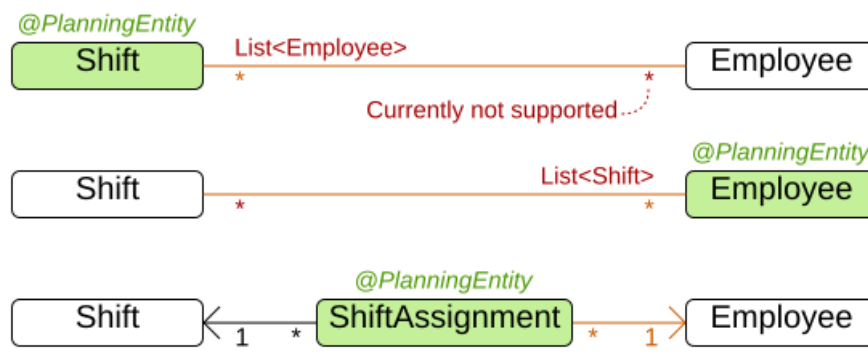 @PlanningEntity
Shift
List<Employee>
Employee
*
*
Currently not supported
@PlanningEntity
Shift
List<Shift>
Employee
*
*
@PlanningEntity
Shift
ShiftAssignment
Employee
1
*
*
1